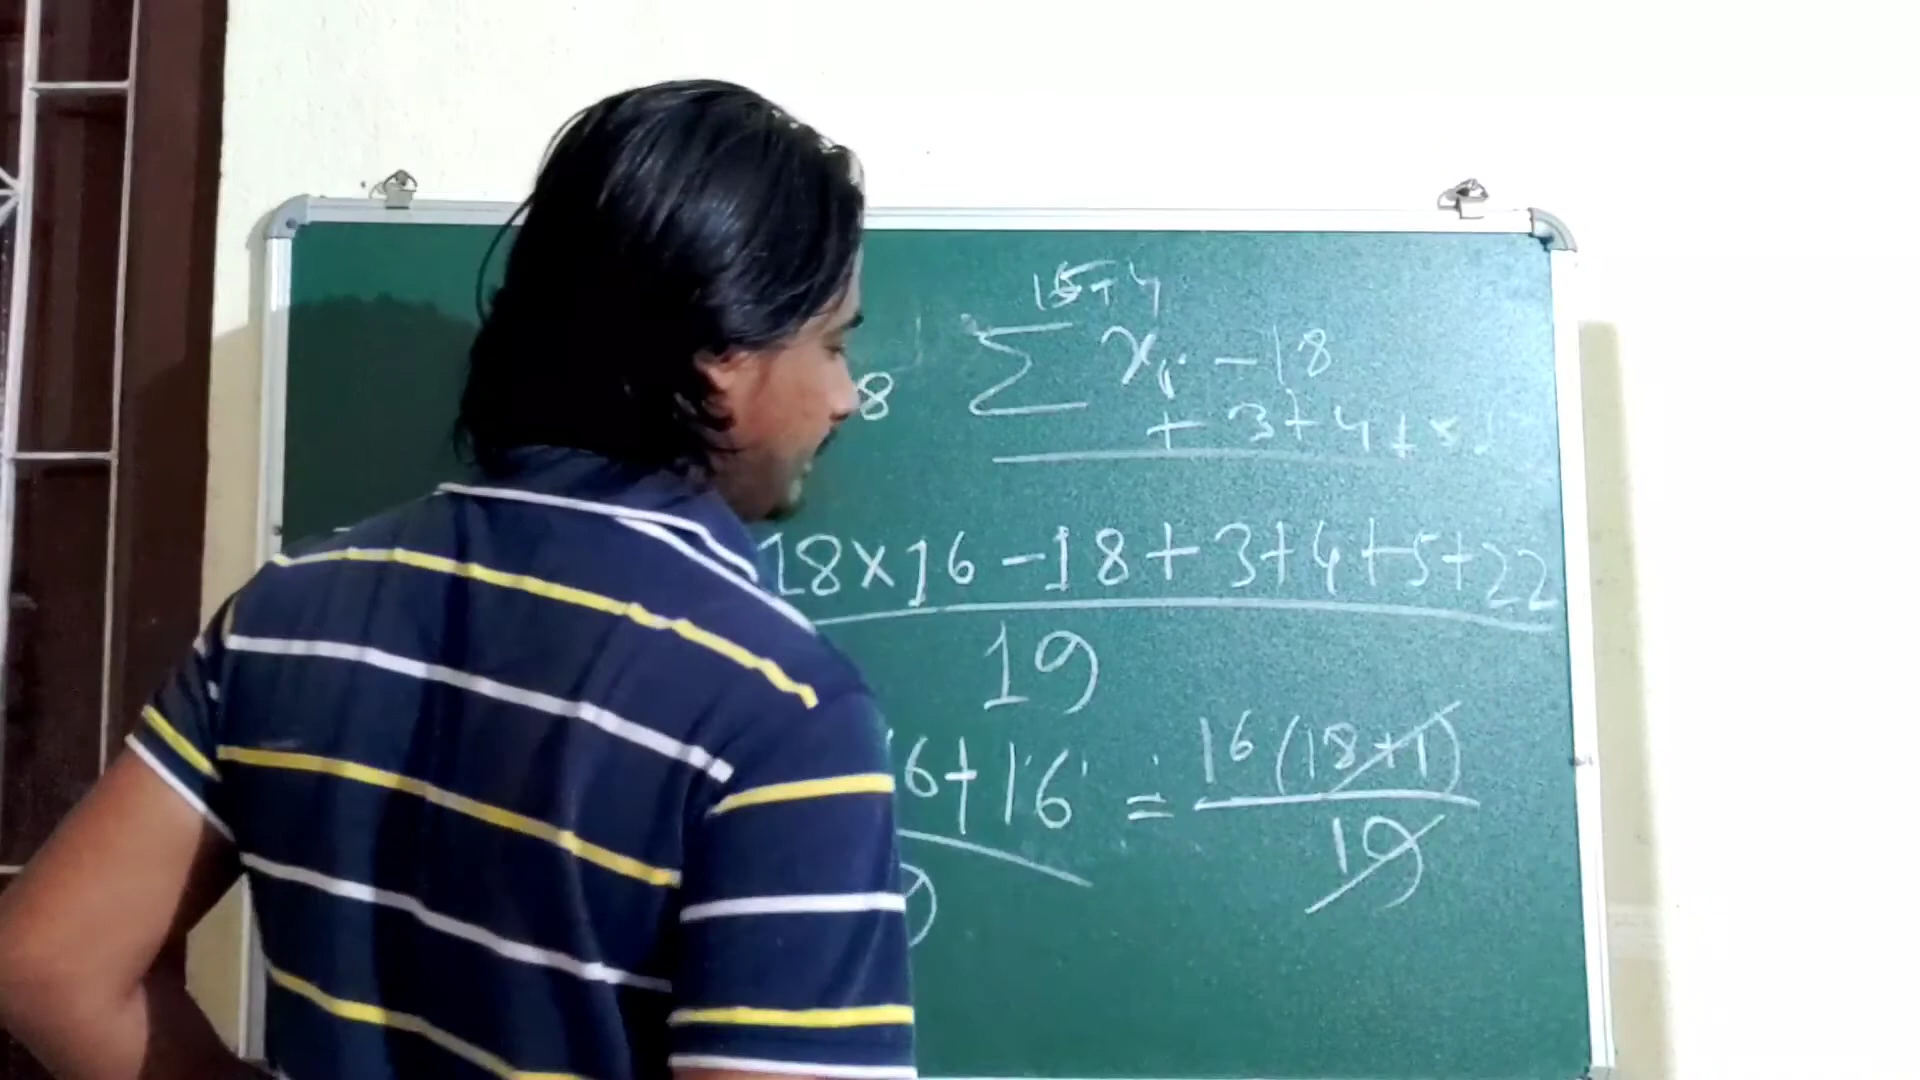 15+4
8 ∑ xᵢ - 18
+ 3 + 4 + 5
18×16-18+3+4+5+22
19
6+16 = 16(18+1)
19